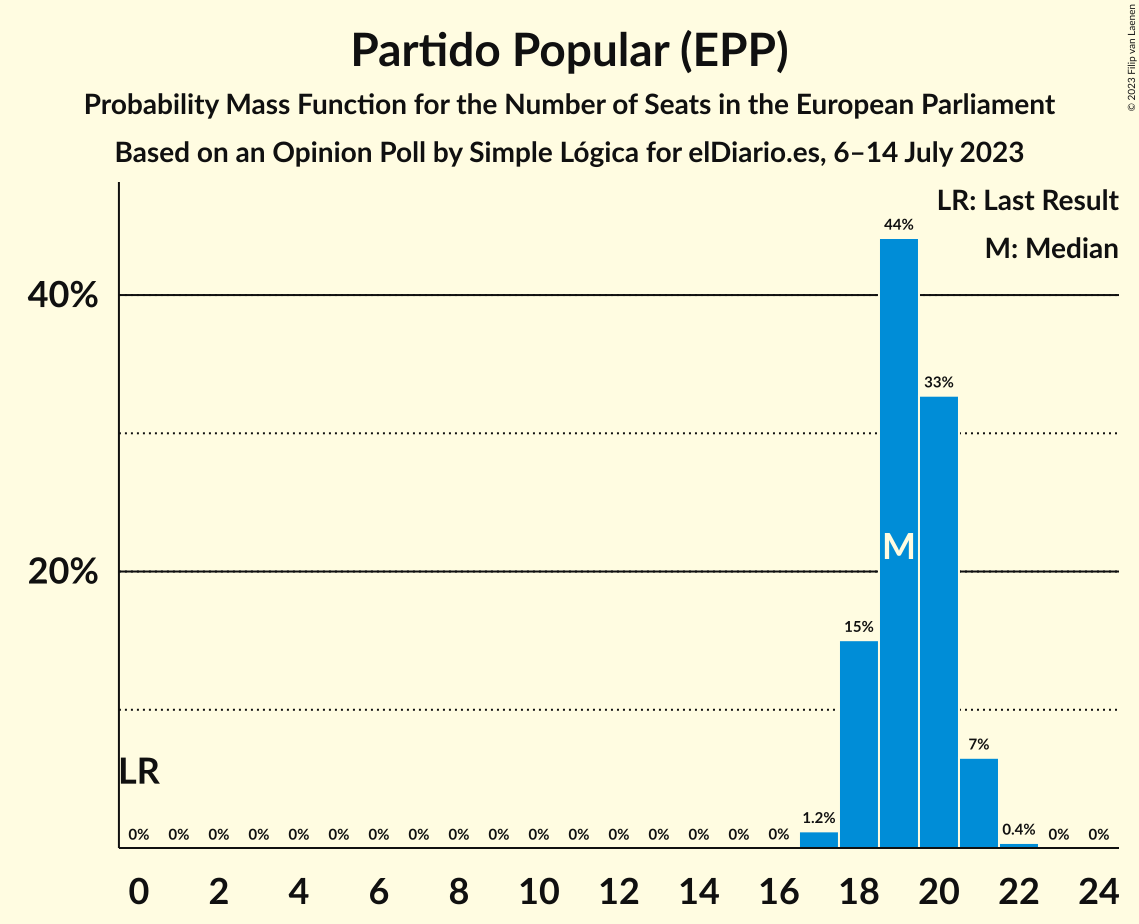 Partido Popular (EPP)
Probability Mass Function for the Number of Seats in the European Parliament
Based on an Opinion Poll by Simple Lógica for elDiario.es, 6–14 July 2023
© 2023 Filip van Laenen
LR: Last Result
M: Median
44%
40%
33%
M
20%
15%
7%
LR
1.2%
0.4%
0% 0% 0% 0% 0% 0% 0% 0% 0% 0% 0% 0% 0% 0% 0% 0% 0% 0% 0%
0 2 4 6 8 10 12 14 16 18 20 22 24